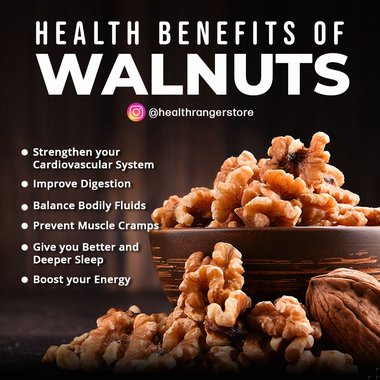 HEALTH BENEFITS OF
WALNUTS
@healthrangerstore
• Strengthen your
Cardiovascular System
• Improve Digestion
• Balance Bodily Fluids
• Prevent Muscle Cramps
• Give you Better and
Deeper Sleep
• Boost your Energy